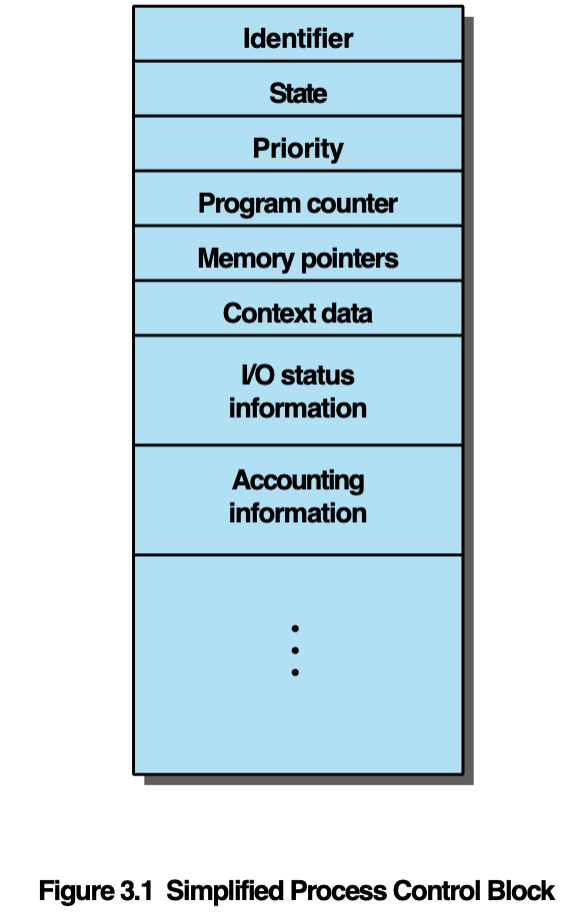 Identifier
State
Priority
Program counter
Memory pointers
Context data
I/O status
information
Accounting
information
Figure 3.1 Simplified Process Control Block